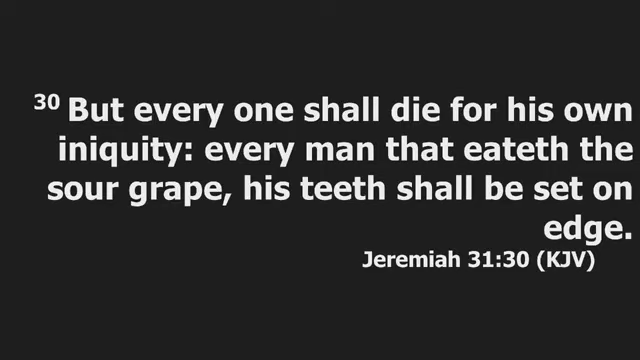 30 But every one shall die for his own
iniquity: every man that eateth the
sour grape, his teeth shall be set on
edge.
Jeremiah 31:30 (KJV)